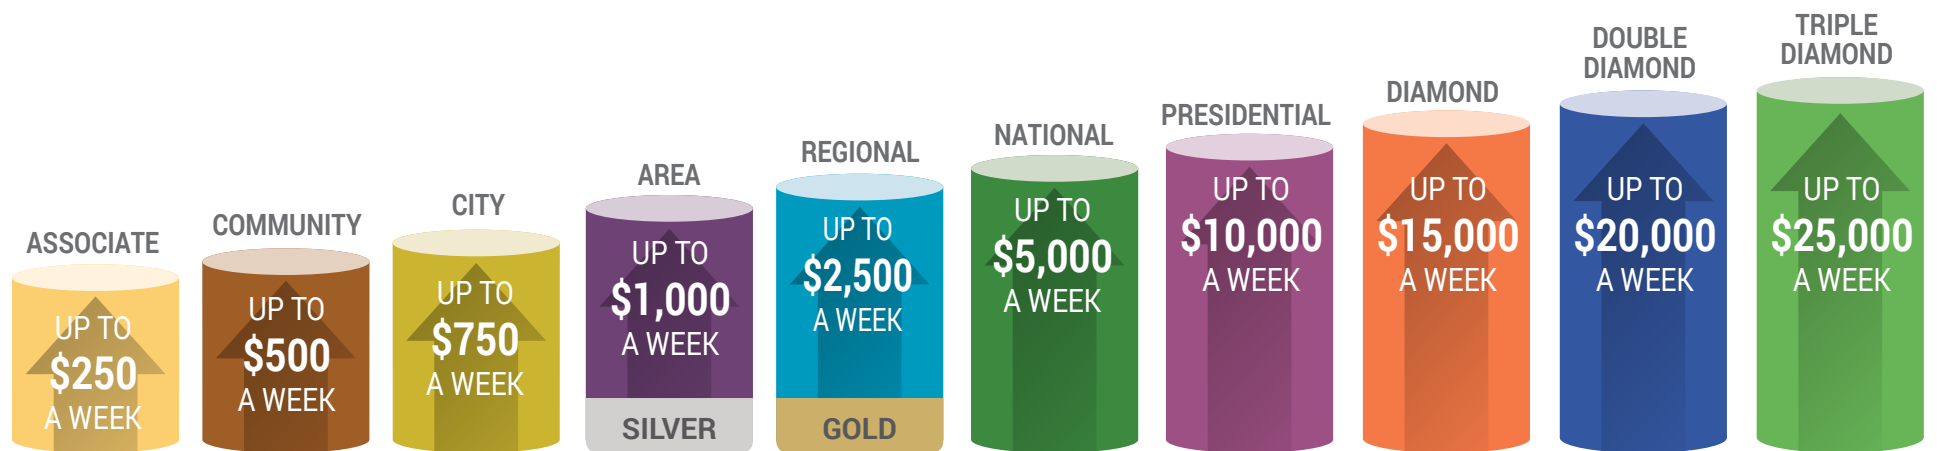 ASSOCIATE
UP TO
$250
A WEEK
COMMUNITY
UP TO
$500
A WEEK
CITY
UP TO
$750
A WEEK
AREA
UP TO
$1,000
A WEEK
SILVER
REGIONAL
UP TO
$2,500
A WEEK
GOLD
NATIONAL
UP TO
$5,000
A WEEK
PRESIDENTIAL
UP TO
$10,000
A WEEK
DIAMOND
UP TO
$15,000
A WEEK
DOUBLE
DIAMOND
UP TO
$20,000
A WEEK
TRIPLE
DIAMOND
UP TO
$25,000
A WEEK